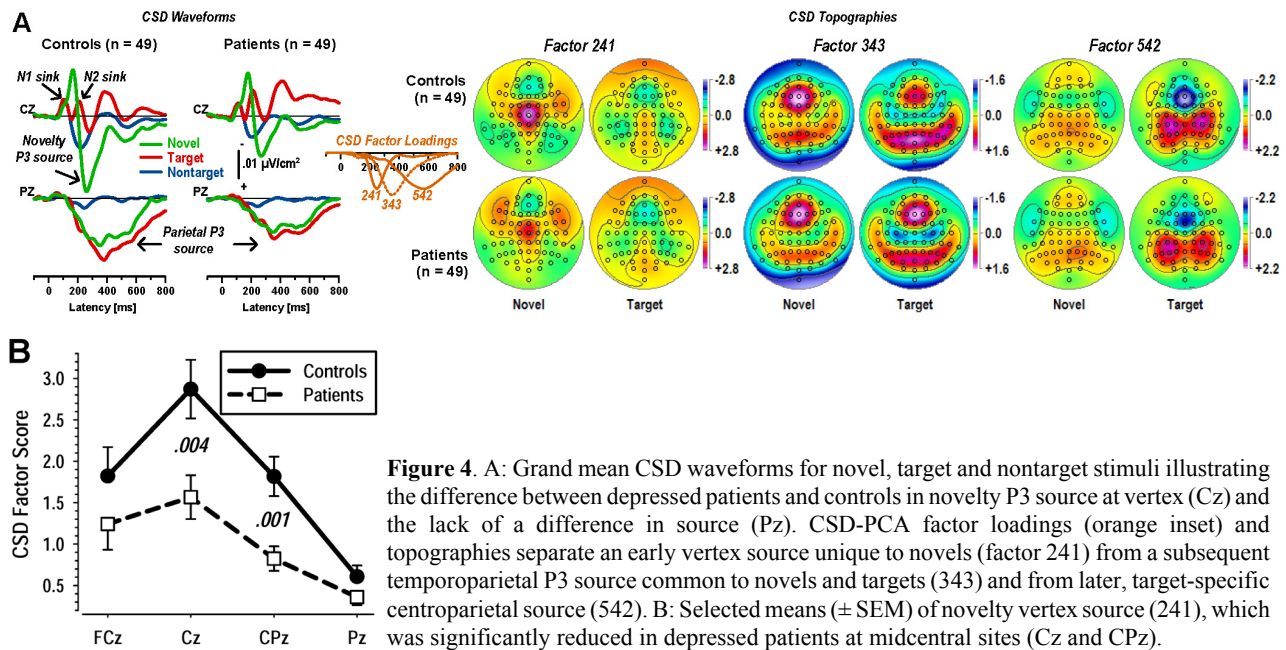 A
CSD Waveforms
Controls (n = 49)
Patients (n = 49)
N1 sink
N2 sink
CZ
Novelty
P3 source
Novel
Target
Nontarget
-
.01 µV/cm²
+
PZ
Parietal P3
source
0 200 400 600 800
0 200 400 600 800
Latency [ms]
Latency [ms]
CSD Factor Loadings
0 200 400 600 800
241
343
542
CSD Topographies
Factor 241
Factor 343
Factor 542
Controls
(n = 49)
-2.8
0.0
+2.8
-1.6
0.0
+1.6
-2.2
0.0
+2.2
Patients
(n = 49)
-2.8
0.0
+2.8
-1.6
0.0
+1.6
-2.2
0.0
+2.2
Novel
Target
Novel
Target
Novel
Target
B
CSD Factor Score
3.0
2.5
2.0
1.5
1.0
0.5
Controls
Patients
.004
.001
FCz
Cz
CPz
Pz
Figure 4. A: Grand mean CSD waveforms for novel, target and nontarget stimuli illustrating
the difference between depressed patients and controls in novelty P3 source at vertex (Cz) and
the lack of a difference in source (Pz). CSD-PCA factor loadings (orange inset) and
topographies separate an early vertex source unique to novels (factor 241) from a subsequent
temporoparietal P3 source common to novels and targets (343) and from later, target-specific
centroparietal source (542). B: Selected means (± SEM) of novelty vertex source (241), which
was significantly reduced in depressed patients at midcentral sites (Cz and CPz).